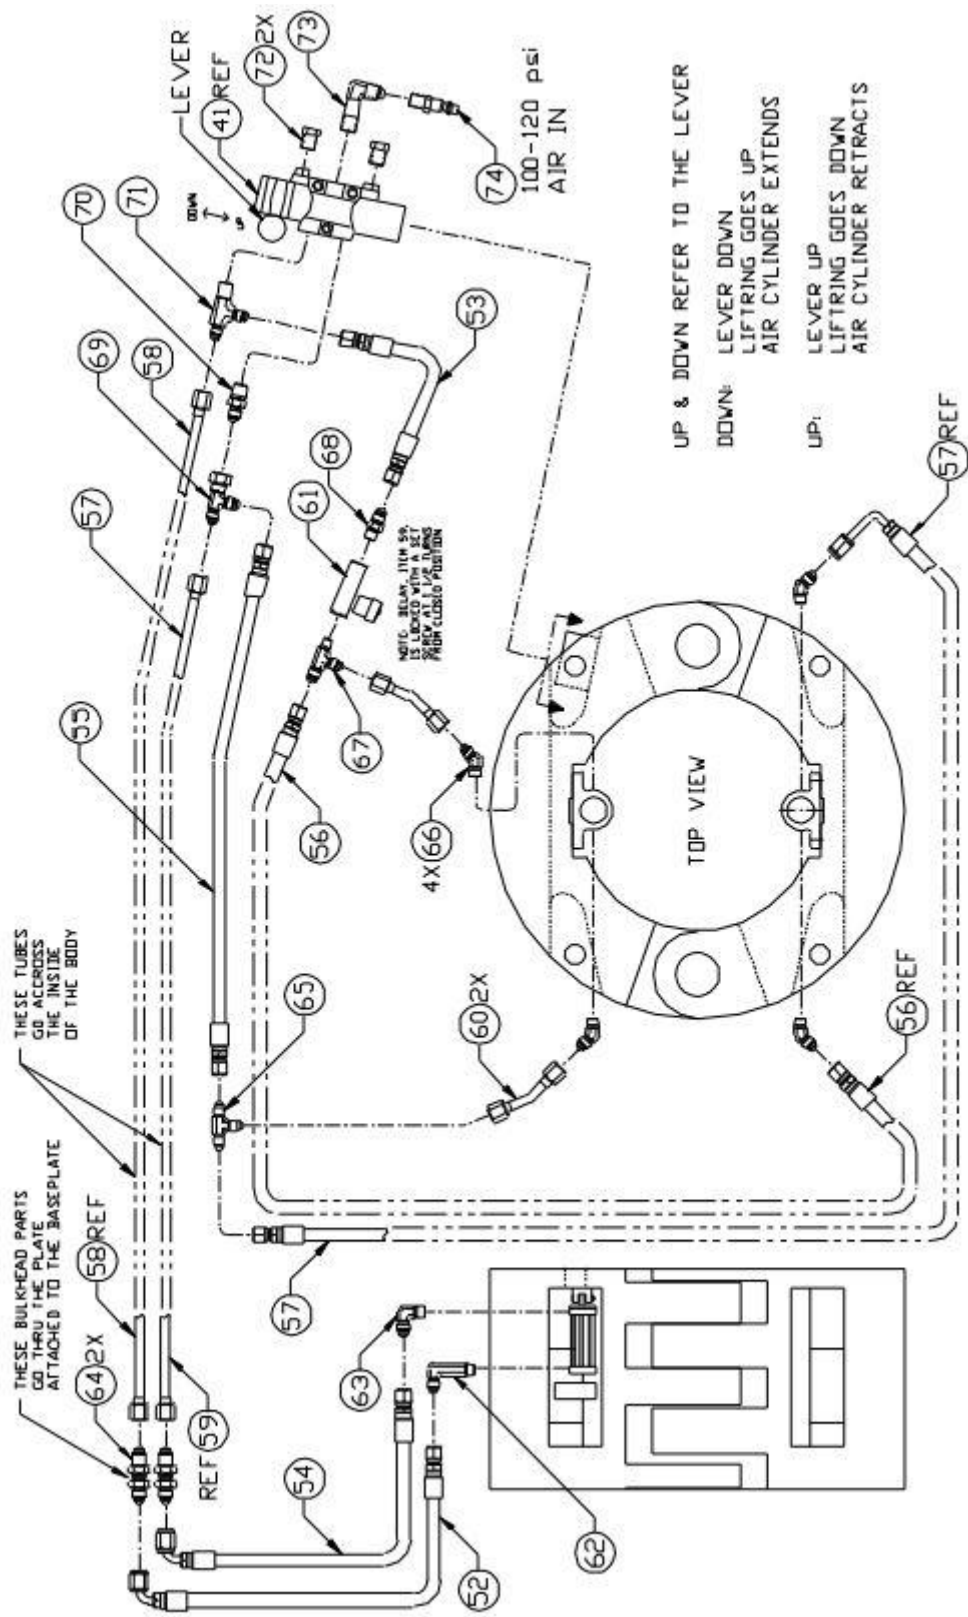 THESE BULKHEAD PARTS
GO THRU THE PLATE
ATTACHED TO THE BASEPLATE
THESE TUBES
GO ACCROSS
THE INSIDE
OF THE BODY
64 2X
58 REF
REF 59
55
57
69
58
70
71
LEVER
41 REF
72 2X
73
DOWN
74
100-120 psi
AIR IN
54
52
62
63
57
65
60 2X
56
67
4X 66
61
68
53
NOTE: DELAY, ITEM 59,
IS LOCKED WITH A SET
SCREW AT 1 1/2 TURNS
FROM CLOSED POSITION
TOP VIEW
56 REF
57 REF
UP & DOWN REFER TO THE LEVER
DOWN: LEVER DOWN
LIFTRING GOES UP
AIR CYLINDER EXTENDS
UP: LEVER UP
LIFTRING GOES DOWN
AIR CYLINDER RETRACTS